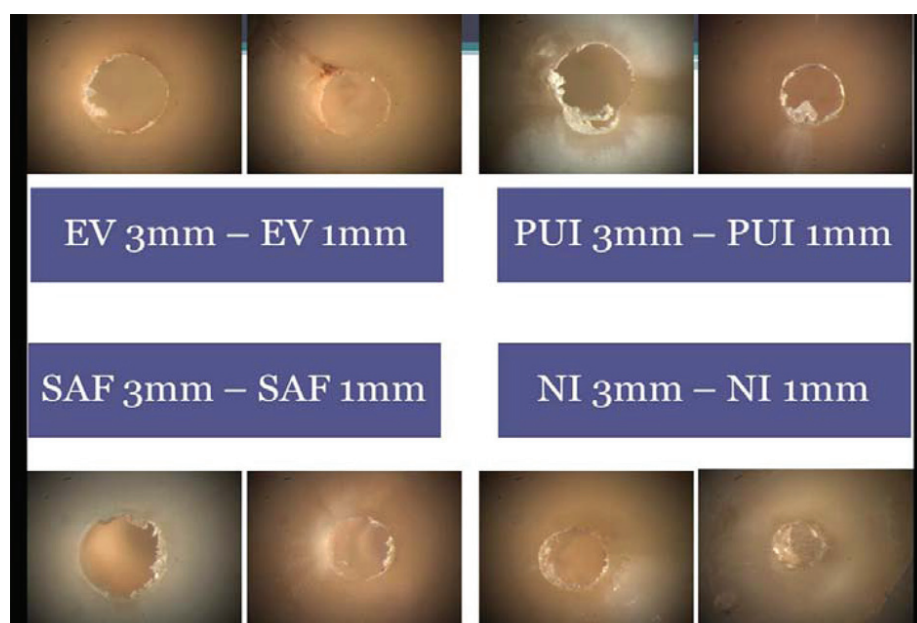 EV 3mm – EV 1mm
PUI 3mm – PUI 1mm
SAF 3mm – SAF 1mm
NI 3mm – NI 1mm